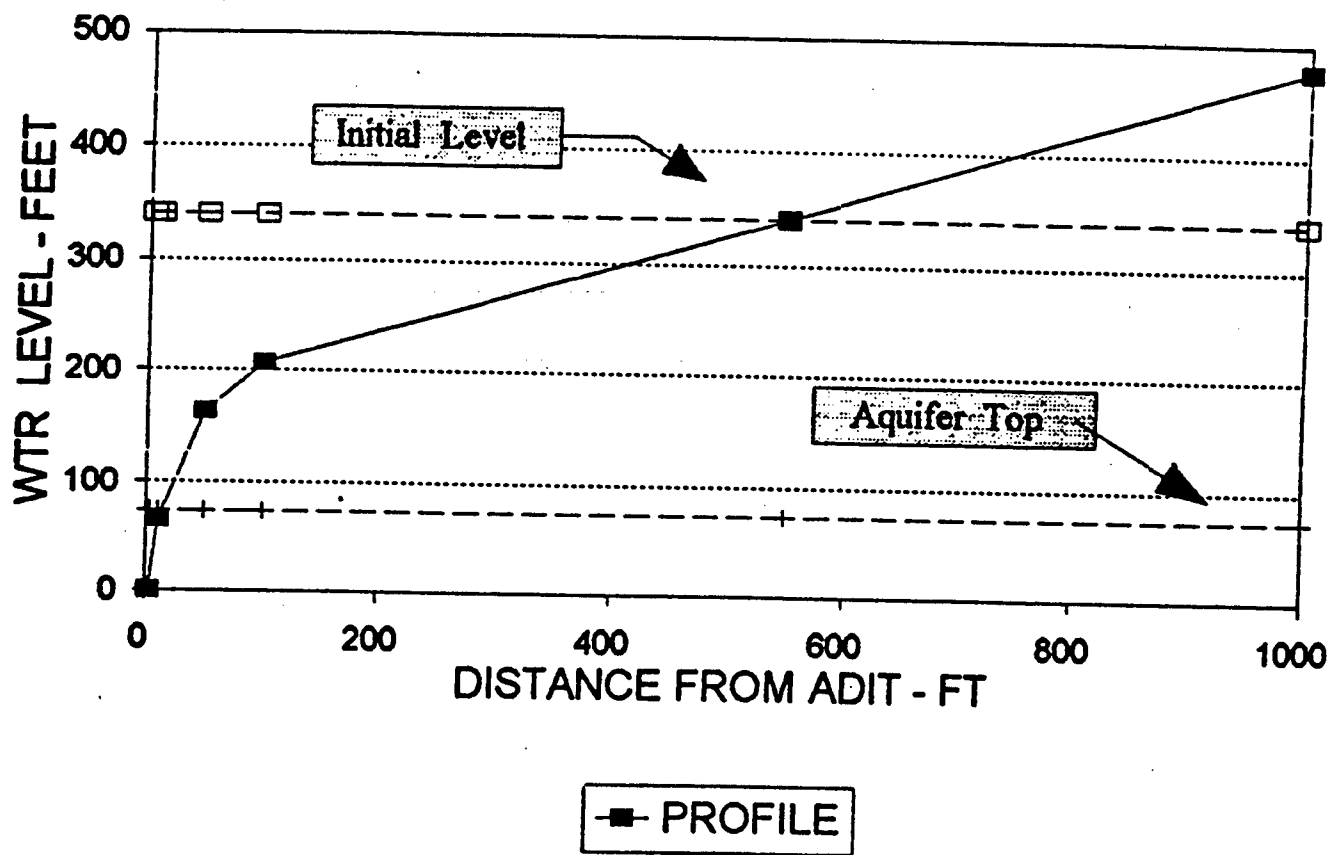 500
400
300
200
100
0
WTR LEVEL - FEET
Initial Level
Aquifer Top
0 200 400 600 800 1000
DISTANCE FROM ADIT - FT
PROFILE